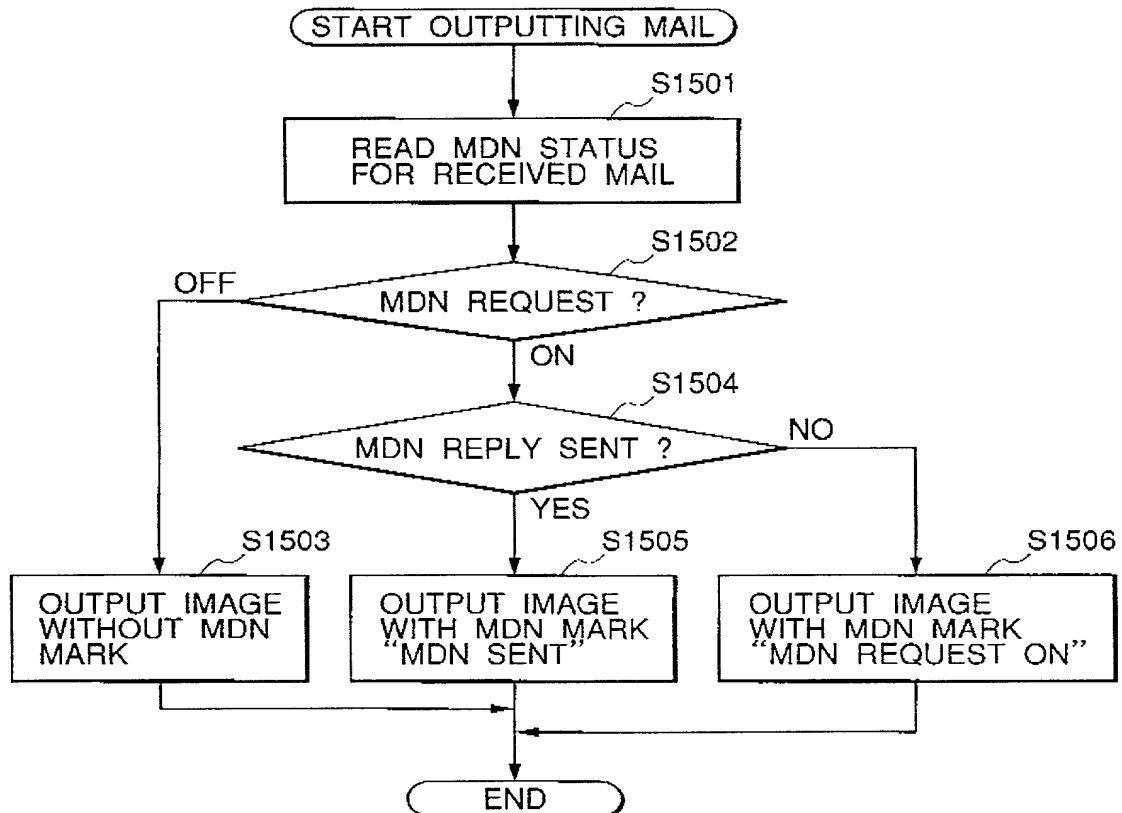 START OUTPUTTING MAIL
S1501
READ MDN STATUS
FOR RECEIVED MAIL
S1502
OFF
MDN REQUEST ?
ON
S1504
MDN REPLY SENT ?
NO
YES
S1503
OUTPUT IMAGE
WITHOUT MDN
MARK
S1505
OUTPUT IMAGE
WITH MDN MARK
“MDN SENT”
S1506
OUTPUT IMAGE
WITH MDN MARK
“MDN REQUEST ON”
END